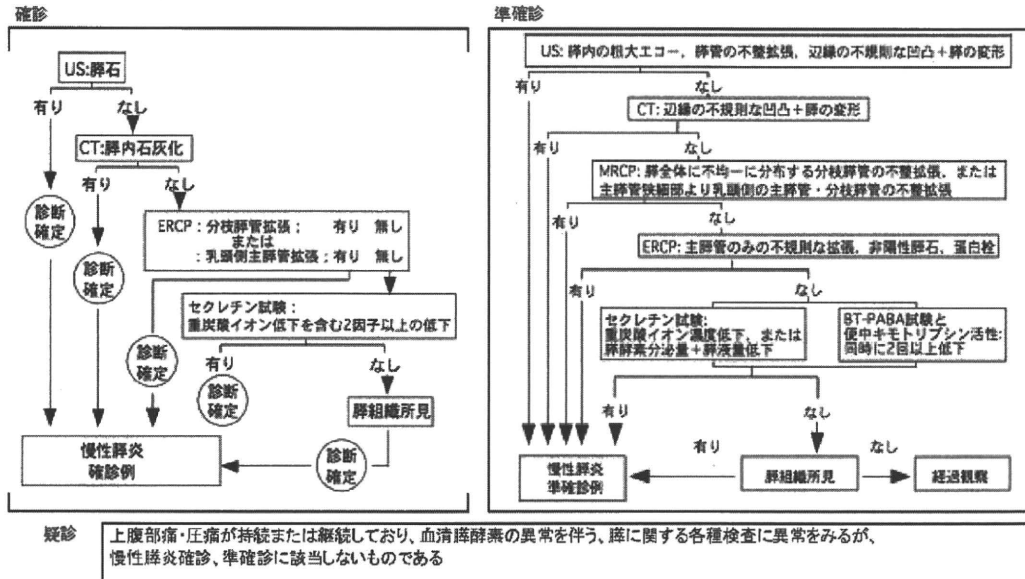 確診
US:膵石
有り
なし
CT:膵内石灰化
有り
なし
診断
確定
診断
確定
ERCP:分枝膵管拡張; 有り 無し
または
:乳頭側主膵管拡張;有り 無し
セクレチン試験:
重炭酸イオン低下を含む2因子以上の低下
診断
確定
有り
なし
診断
確定
膵組織所見
診断
確定
慢性膵炎
確診例
準確診
US: 膵内の粗大エコー, 膵管の不整拡張, 辺縁の不規則な凹凸+膵の変形
なし
有り
CT: 辺縁の不規則な凹凸+膵の変形
有り
なし
MRCP: 膵全体に不均一に分布する分枝膵管の不整拡張, または
主膵管狭細部より乳頭側の主膵管・分枝膵管の不整拡張
有り
なし
ERCP: 主膵管のみの不規則な拡張, 非陽性膵石, 蛋白栓
有り
なし
セクレチン試験:
重炭酸イオン濃度低下, または
膵酵素分泌量+膵液量低下
BT-PABA試験と
便中キモトリプシン活性:
同時に2回以上低下
有り
なし
慢性膵炎
準確診例
有り
膵組織所見
なし
経過観察
疑診
上腹部痛・圧痛が持続または継続しており、血清膵酵素の異常を伴う、膵に関する各種検査に異常をみるが、
慢性膵炎確診、準確診に該当しないものである